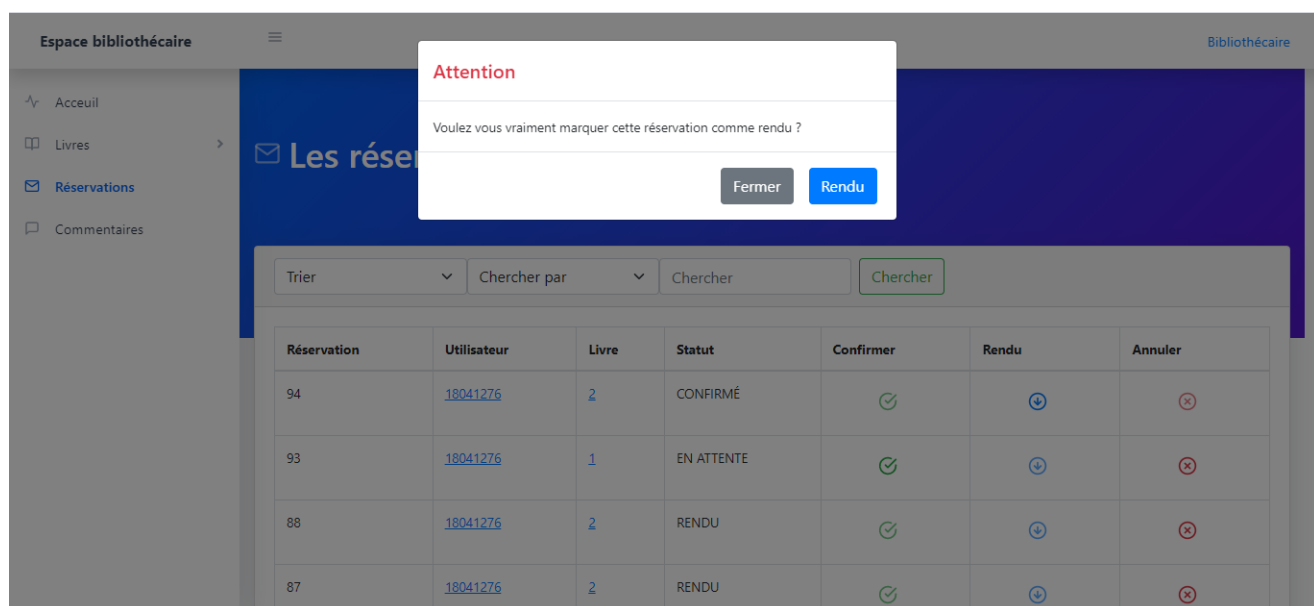 Espace bibliothécaire
Bibliothécaire
Attention
Voulez vous vraiment marquer cette réservation comme rendu ?
Fermer Rendu
Acceuil
Livres
Réservations
Commentaires
Les rése
Trier Chercher par Chercher Chercher
Réservation Utilisateur Livre Statut Confirmer Rendu Annuler
94 18041276 2 CONFIRMÉ
93 18041276 1 EN ATTENTE
88 18041276 2 RENDU
87 18041276 2 RENDU